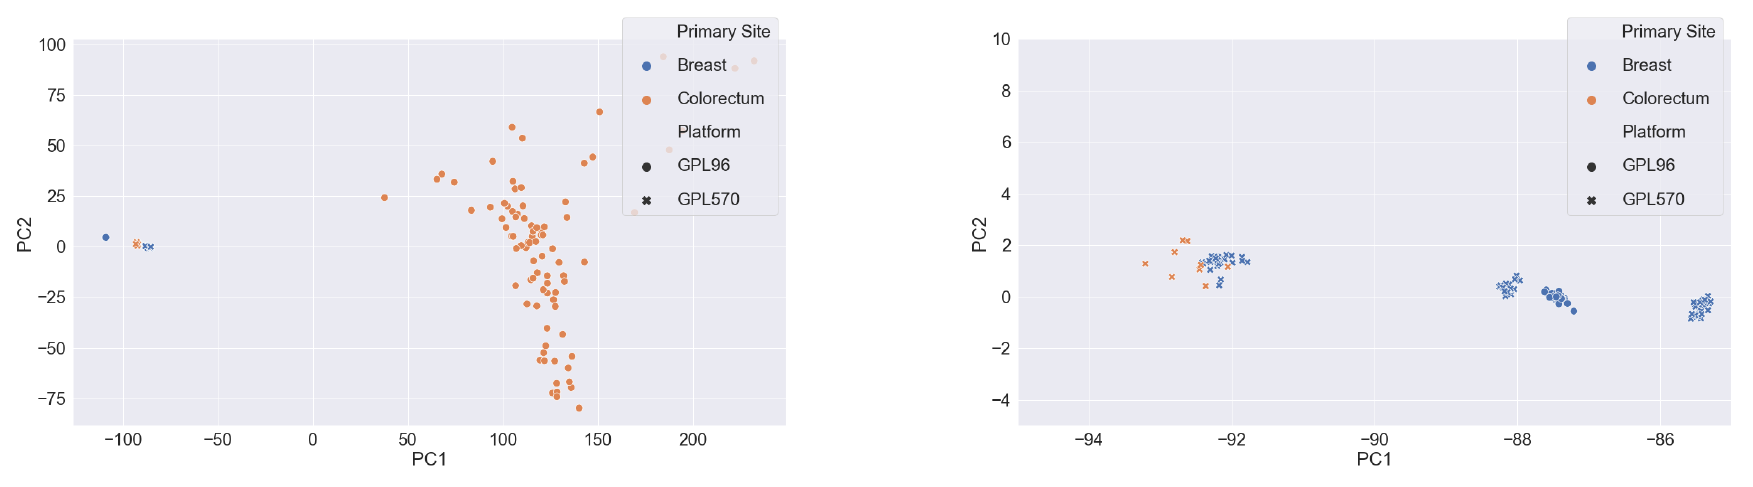 100
75
50
25
0
−25
−50
−75
−100
−50
0
50
100
150
200
PC2
PC1
Primary Site
Breast
Colorectum
Platform
GPL96
GPL570
10
8
6
4
2
0
−2
−4
−94
−92
−90
−88
−86
PC2
PC1
Primary Site
Breast
Colorectum
Platform
GPL96
GPL570